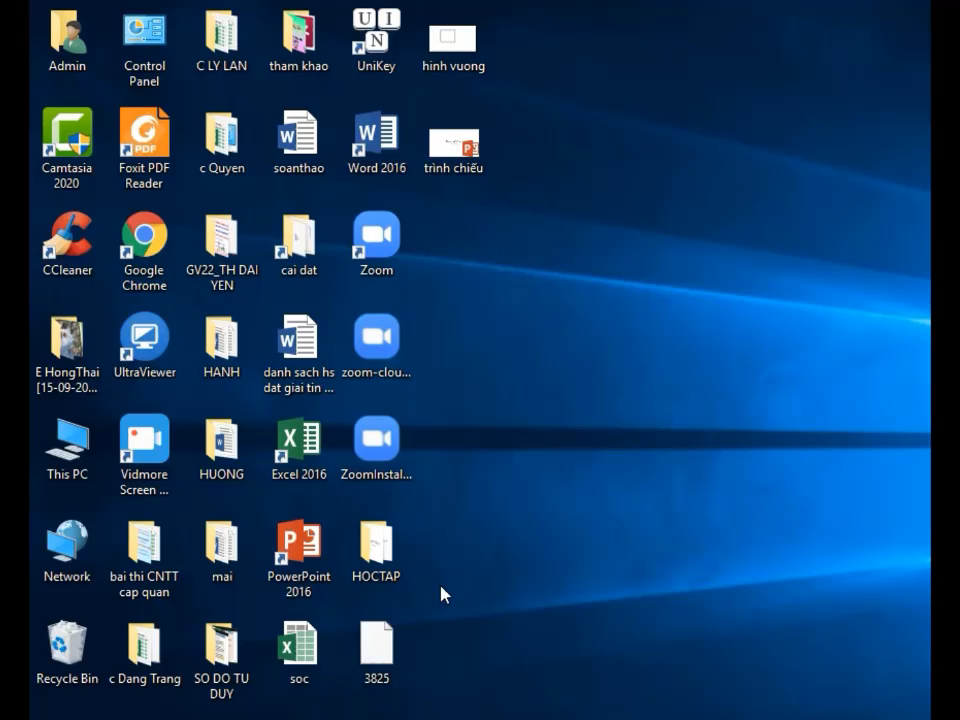 Admin
Control
Panel
C LY LAN
tham khao
U I
N
UniKey
hinh vuong
Camtasia
2020
PDF
Foxit PDF
Reader
c Quyen
W
soanthao
W
Word 2016
P
trình chiếu
CCleaner
Google
Chrome
GV22_TH DAI
YEN
cai dat
Zoom
E HongThai
[15-09-20...
UltraViewer
HANH
W
danh sach hs
dat giai tin ...
zoom-clou...
This PC
Vidmore
Screen ...
W
HUONG
X
Excel 2016
ZoomInstal...
Network
bai thi CNTT
cap quan
mai
P
PowerPoint
2016
HOCTAP
Recycle Bin
c Dang Trang
SO DO TU
DUY
X
soc
3825